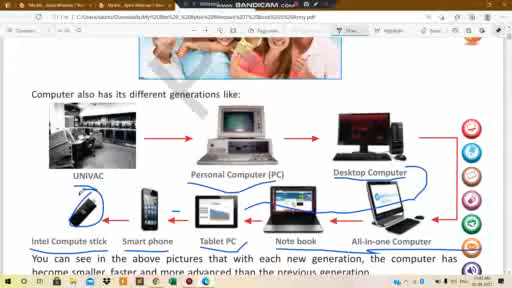 WWW.BANDICAM.COM
Computer also has its different generations like:
UNIVAC
Personal Computer (PC)
Desktop Computer
Intel Compute stick
Smart phone
Tablet PC
Note book
All-in-one Computer
You can see in the above pictures that with each new generation, the computer has
become smaller, faster and more advanced than the previous generation.